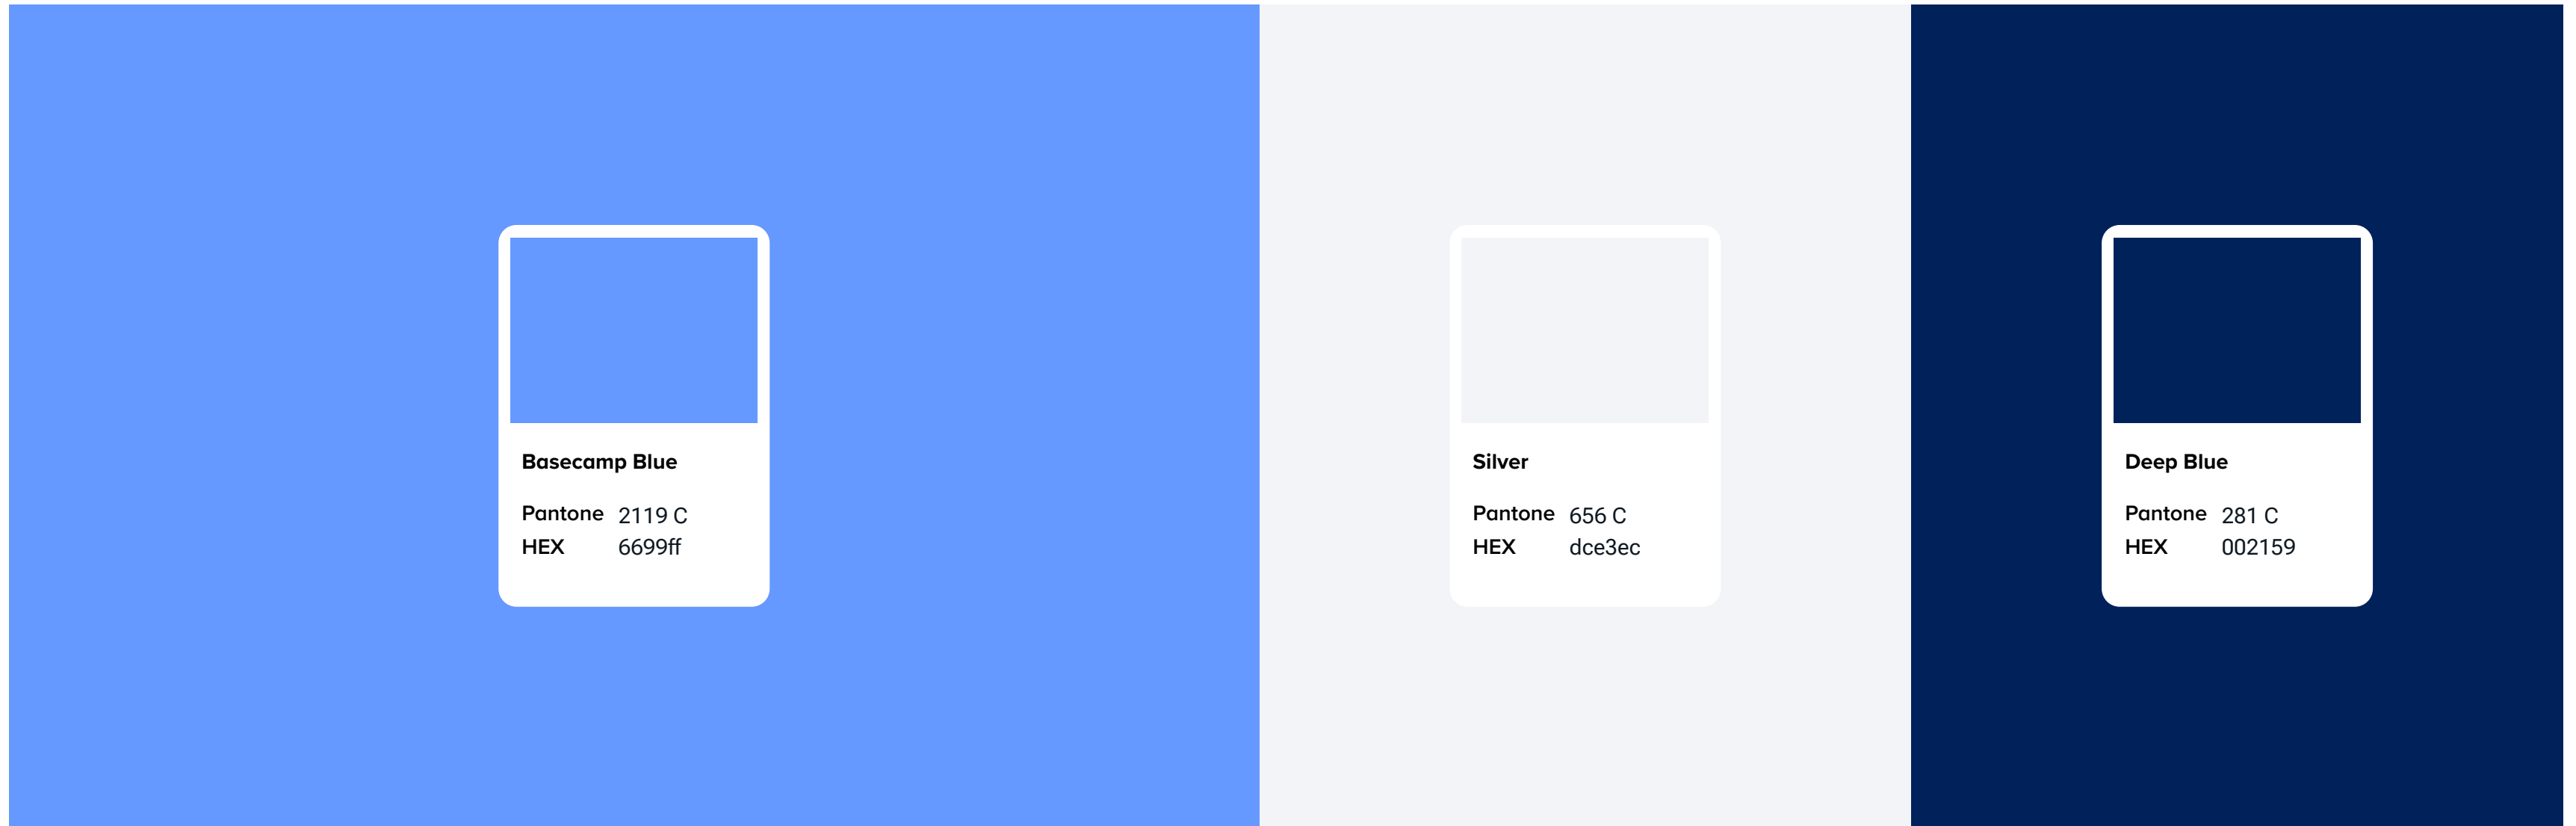 Basecamp Blue
Pantone 2119 C
HEX 6699ff
Silver
Pantone 656 C
HEX dce3ec
Deep Blue
Pantone 281 C
HEX 002159